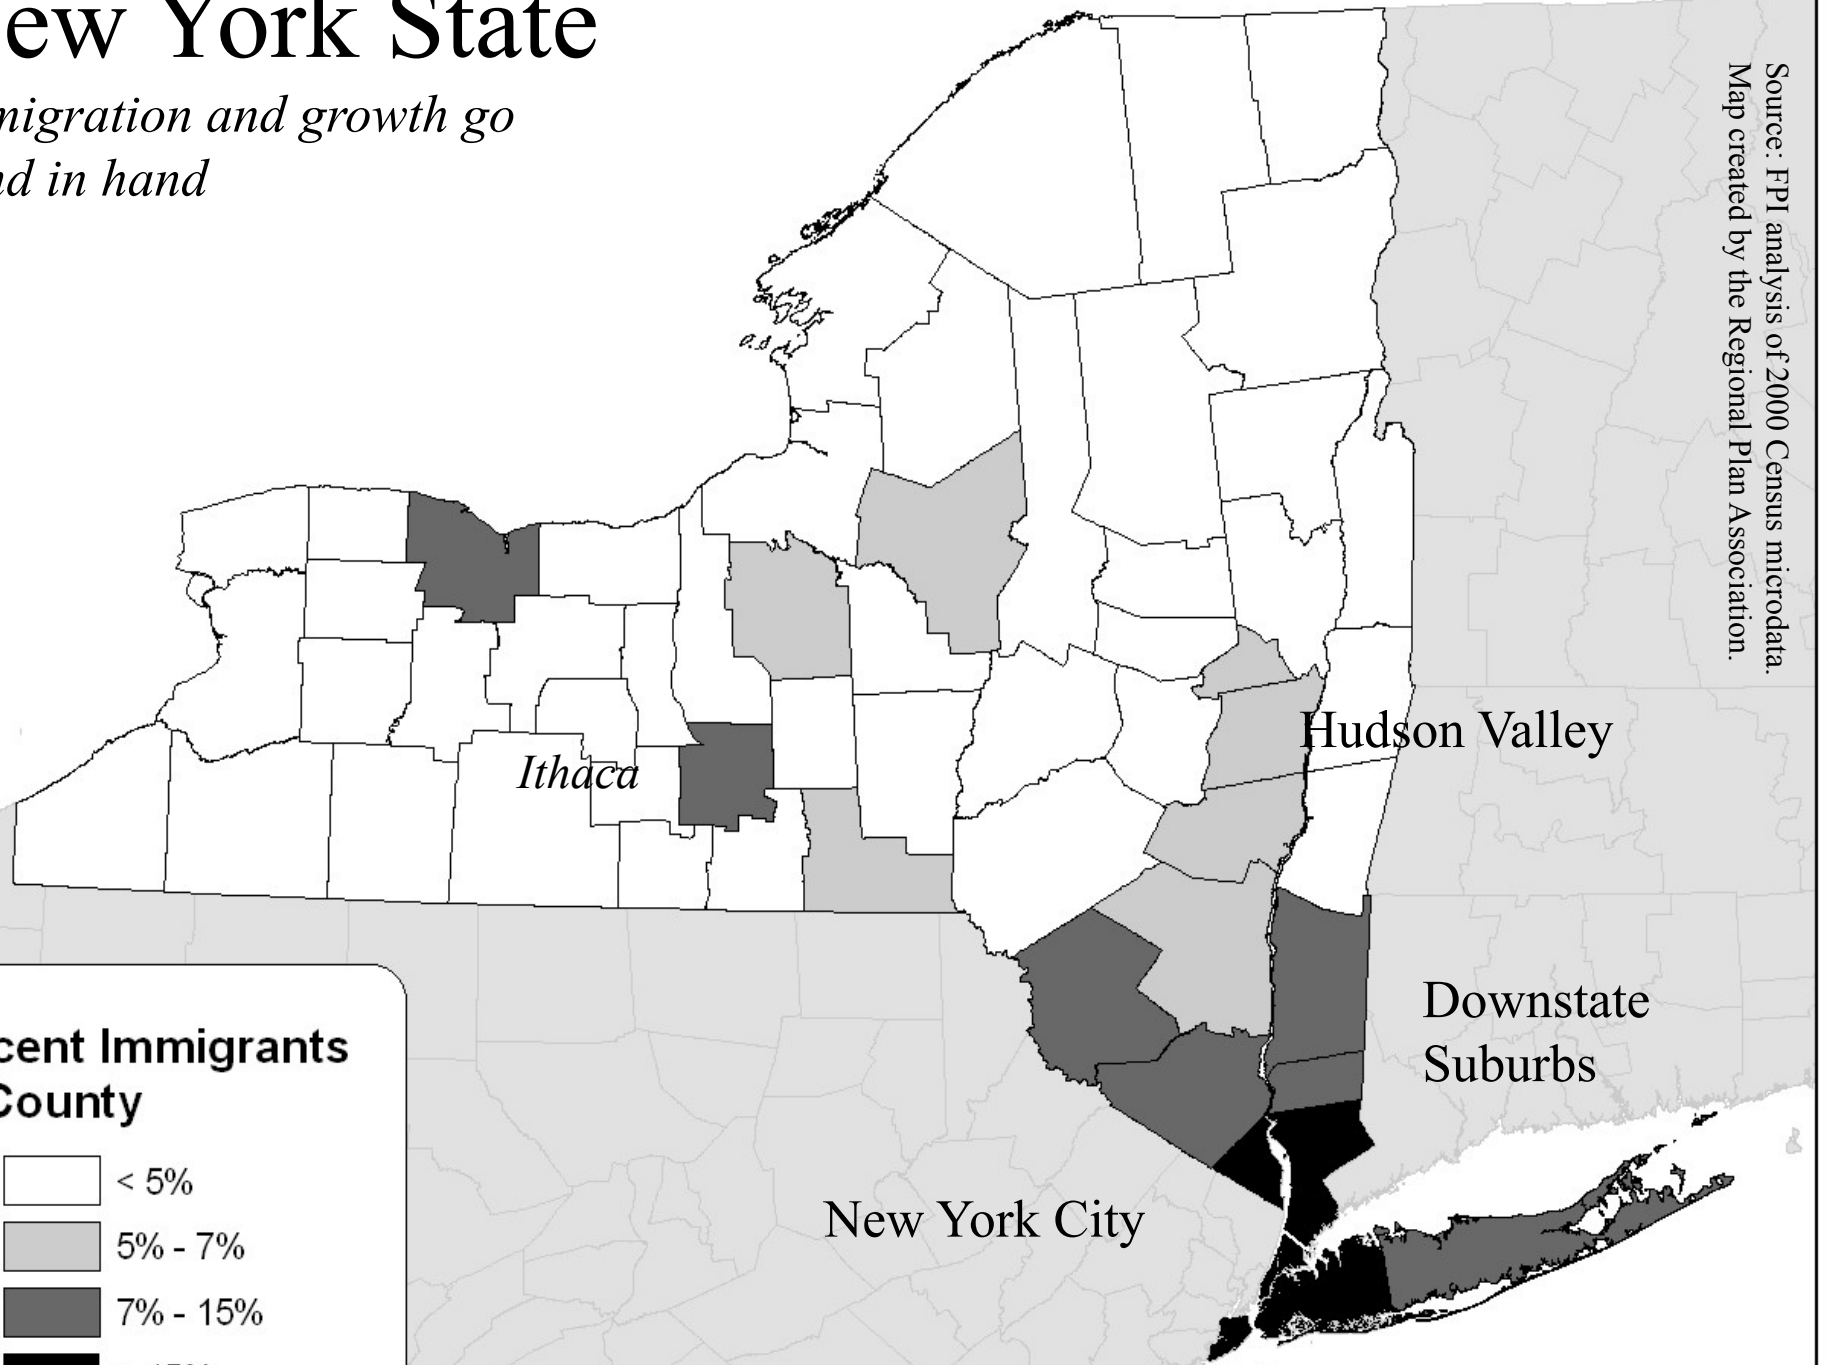 ew York State
migration and growth go
nd in hand
Source: FPI analysis of 2000 Census microdata.
Map created by the Regional Plan Association.
Hudson Valley
Ithaca
Downstate
Suburbs
New York City
cent Immigrants
County
< 5%
5% - 7%
7% - 15%